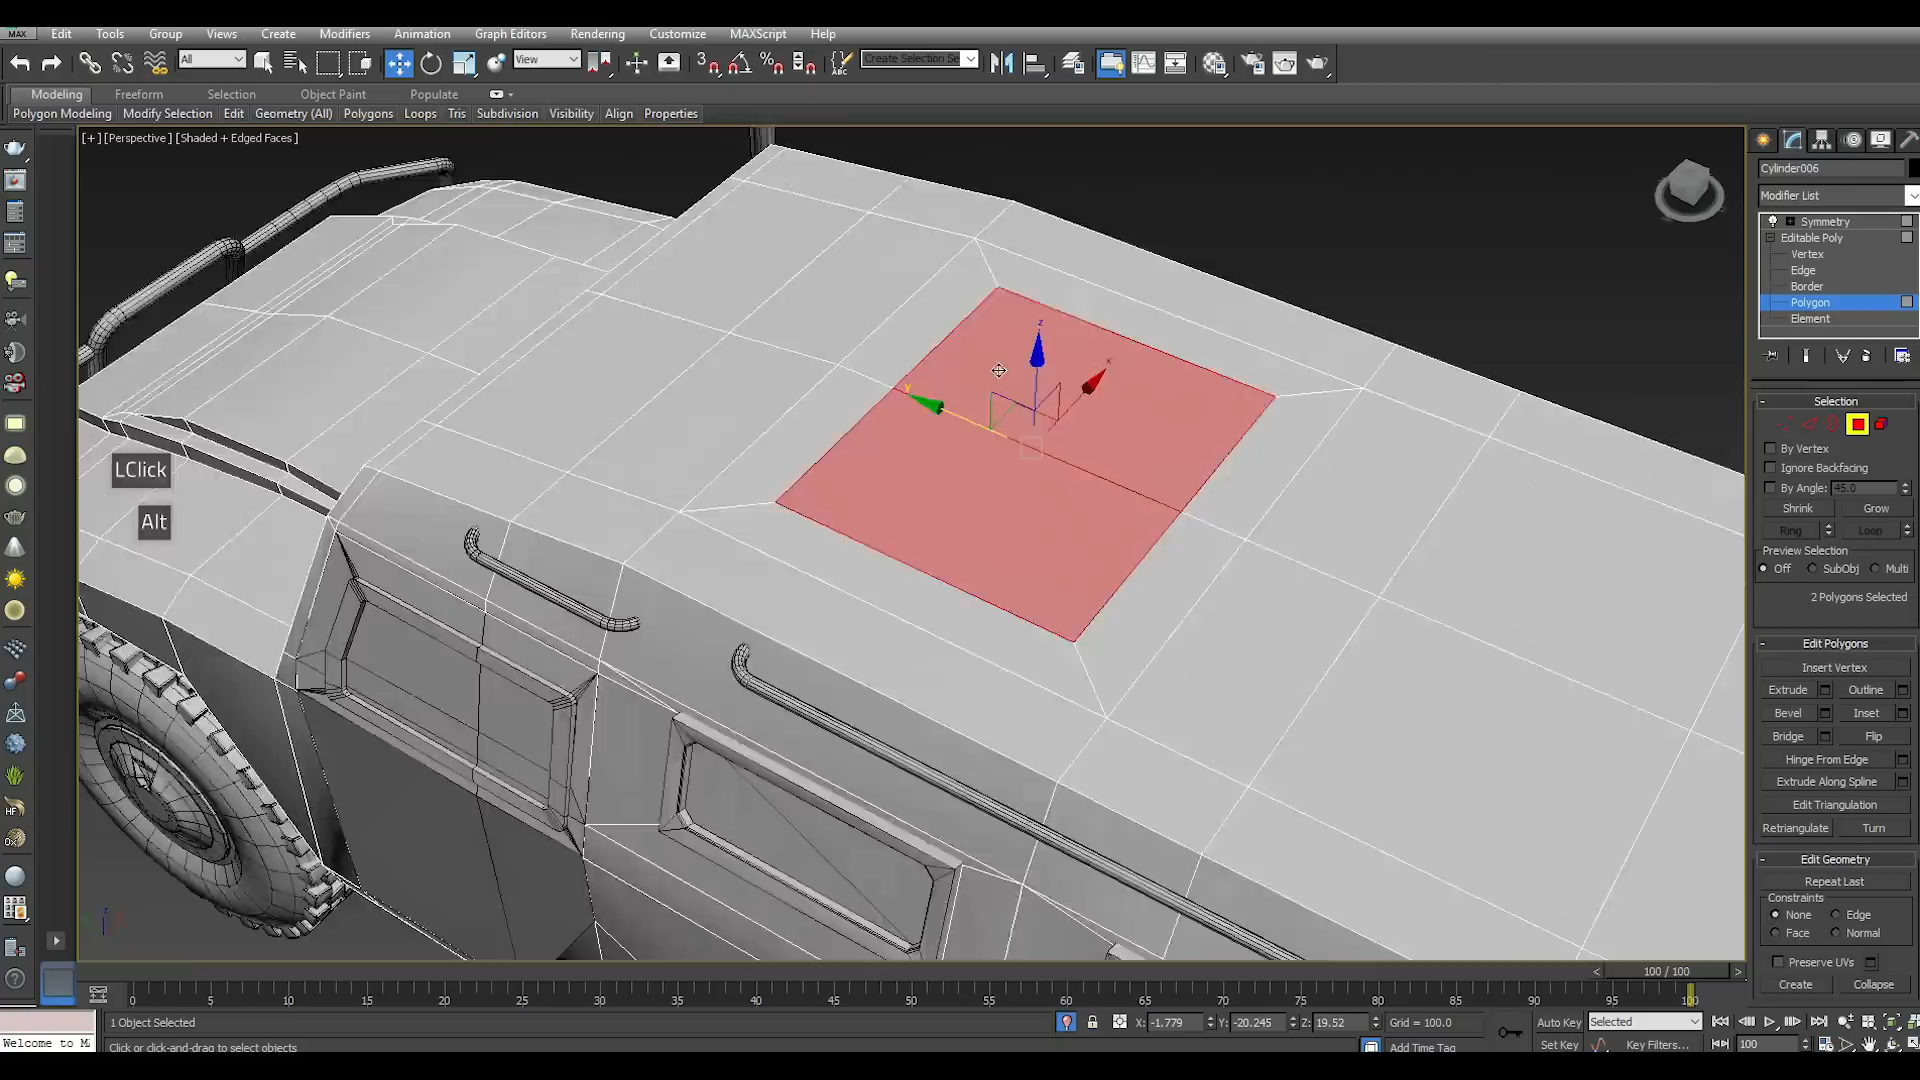 MAX Edit Tools Group Views Create Modifiers Animation Graph Editors Rendering Customize MAXScript Help
All View Create Selection Se
Modeling Freeform Selection Object Paint Populate
Polygon Modeling Modify Selection Edit Geometry (All) Polygons Loops Tris Subdivision Visibility Align Properties
[+] [Perspective] [Shaded + Edged Faces]
Cylinder006
Modifier List
Symmetry
Editable Poly
Vertex
Edge
Border
Polygon
Element
z
x
y
LClick
Alt
Selection
By Vertex
Ignore Backfacing
By Angle: 45.0
Shrink Grow
Ring Loop
Preview Selection
Off SubObj Multi
2 Polygons Selected
Edit Polygons
Insert Vertex
Extrude Outline
Bevel Inset
Bridge Flip
Hinge From Edge
Extrude Along Spline
Edit Triangulation
Retriangulate Turn
Edit Geometry
Repeat Last
Constraints
None Edge
Face Normal
Preserve UVs
Create Collapse
< 100 / 100 >
0 5 10 15 20 25 30 35 40 45 50 55 60 65 70 75 80 85 90 95 100
1 Object Selected X: -1.779 Y: -20.245 Z: 19.52 Grid = 100.0 Auto Key Selected
Welcome to Ma Click or click-and-drag to select objects Add Time Tag Set Key Key Filters... 100